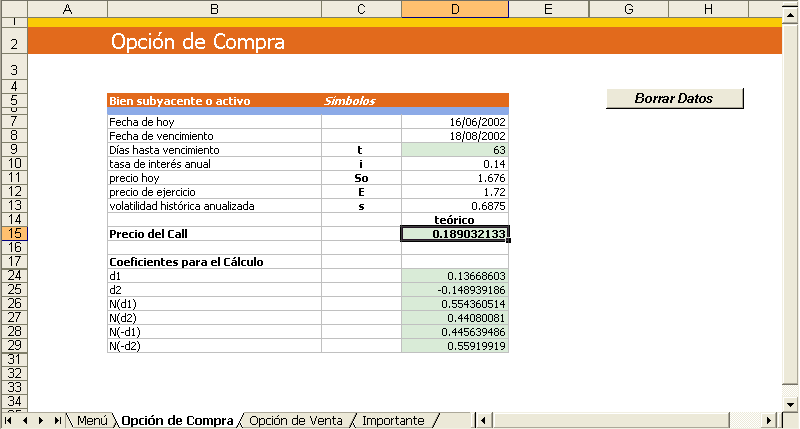 A B C D E G H
1
2 Opción de Compra
3
4
5 Bien subyacente o activo Símbolos Borrar Datos
7 Fecha de hoy 16/06/2002
8 Fecha de vencimiento 18/08/2002
9 Días hasta vencimiento t 63
10 tasa de interés anual i 0.14
11 precio hoy So 1.676
12 precio de ejercicio E 1.72
13 volatilidad histórica anualizada s 0.6875
14 teórico
15 Precio del Call 0.189032133
16
17 Coeficientes para el Cálculo
24 d1 0.13668603
25 d2 -0.148939186
26 N(d1) 0.554360514
27 N(d2) 0.44080081
28 N(-d1) 0.445639486
29 N(-d2) 0.55919919
31
32
33
34
Menú Opción de Compra Opción de Venta Importante